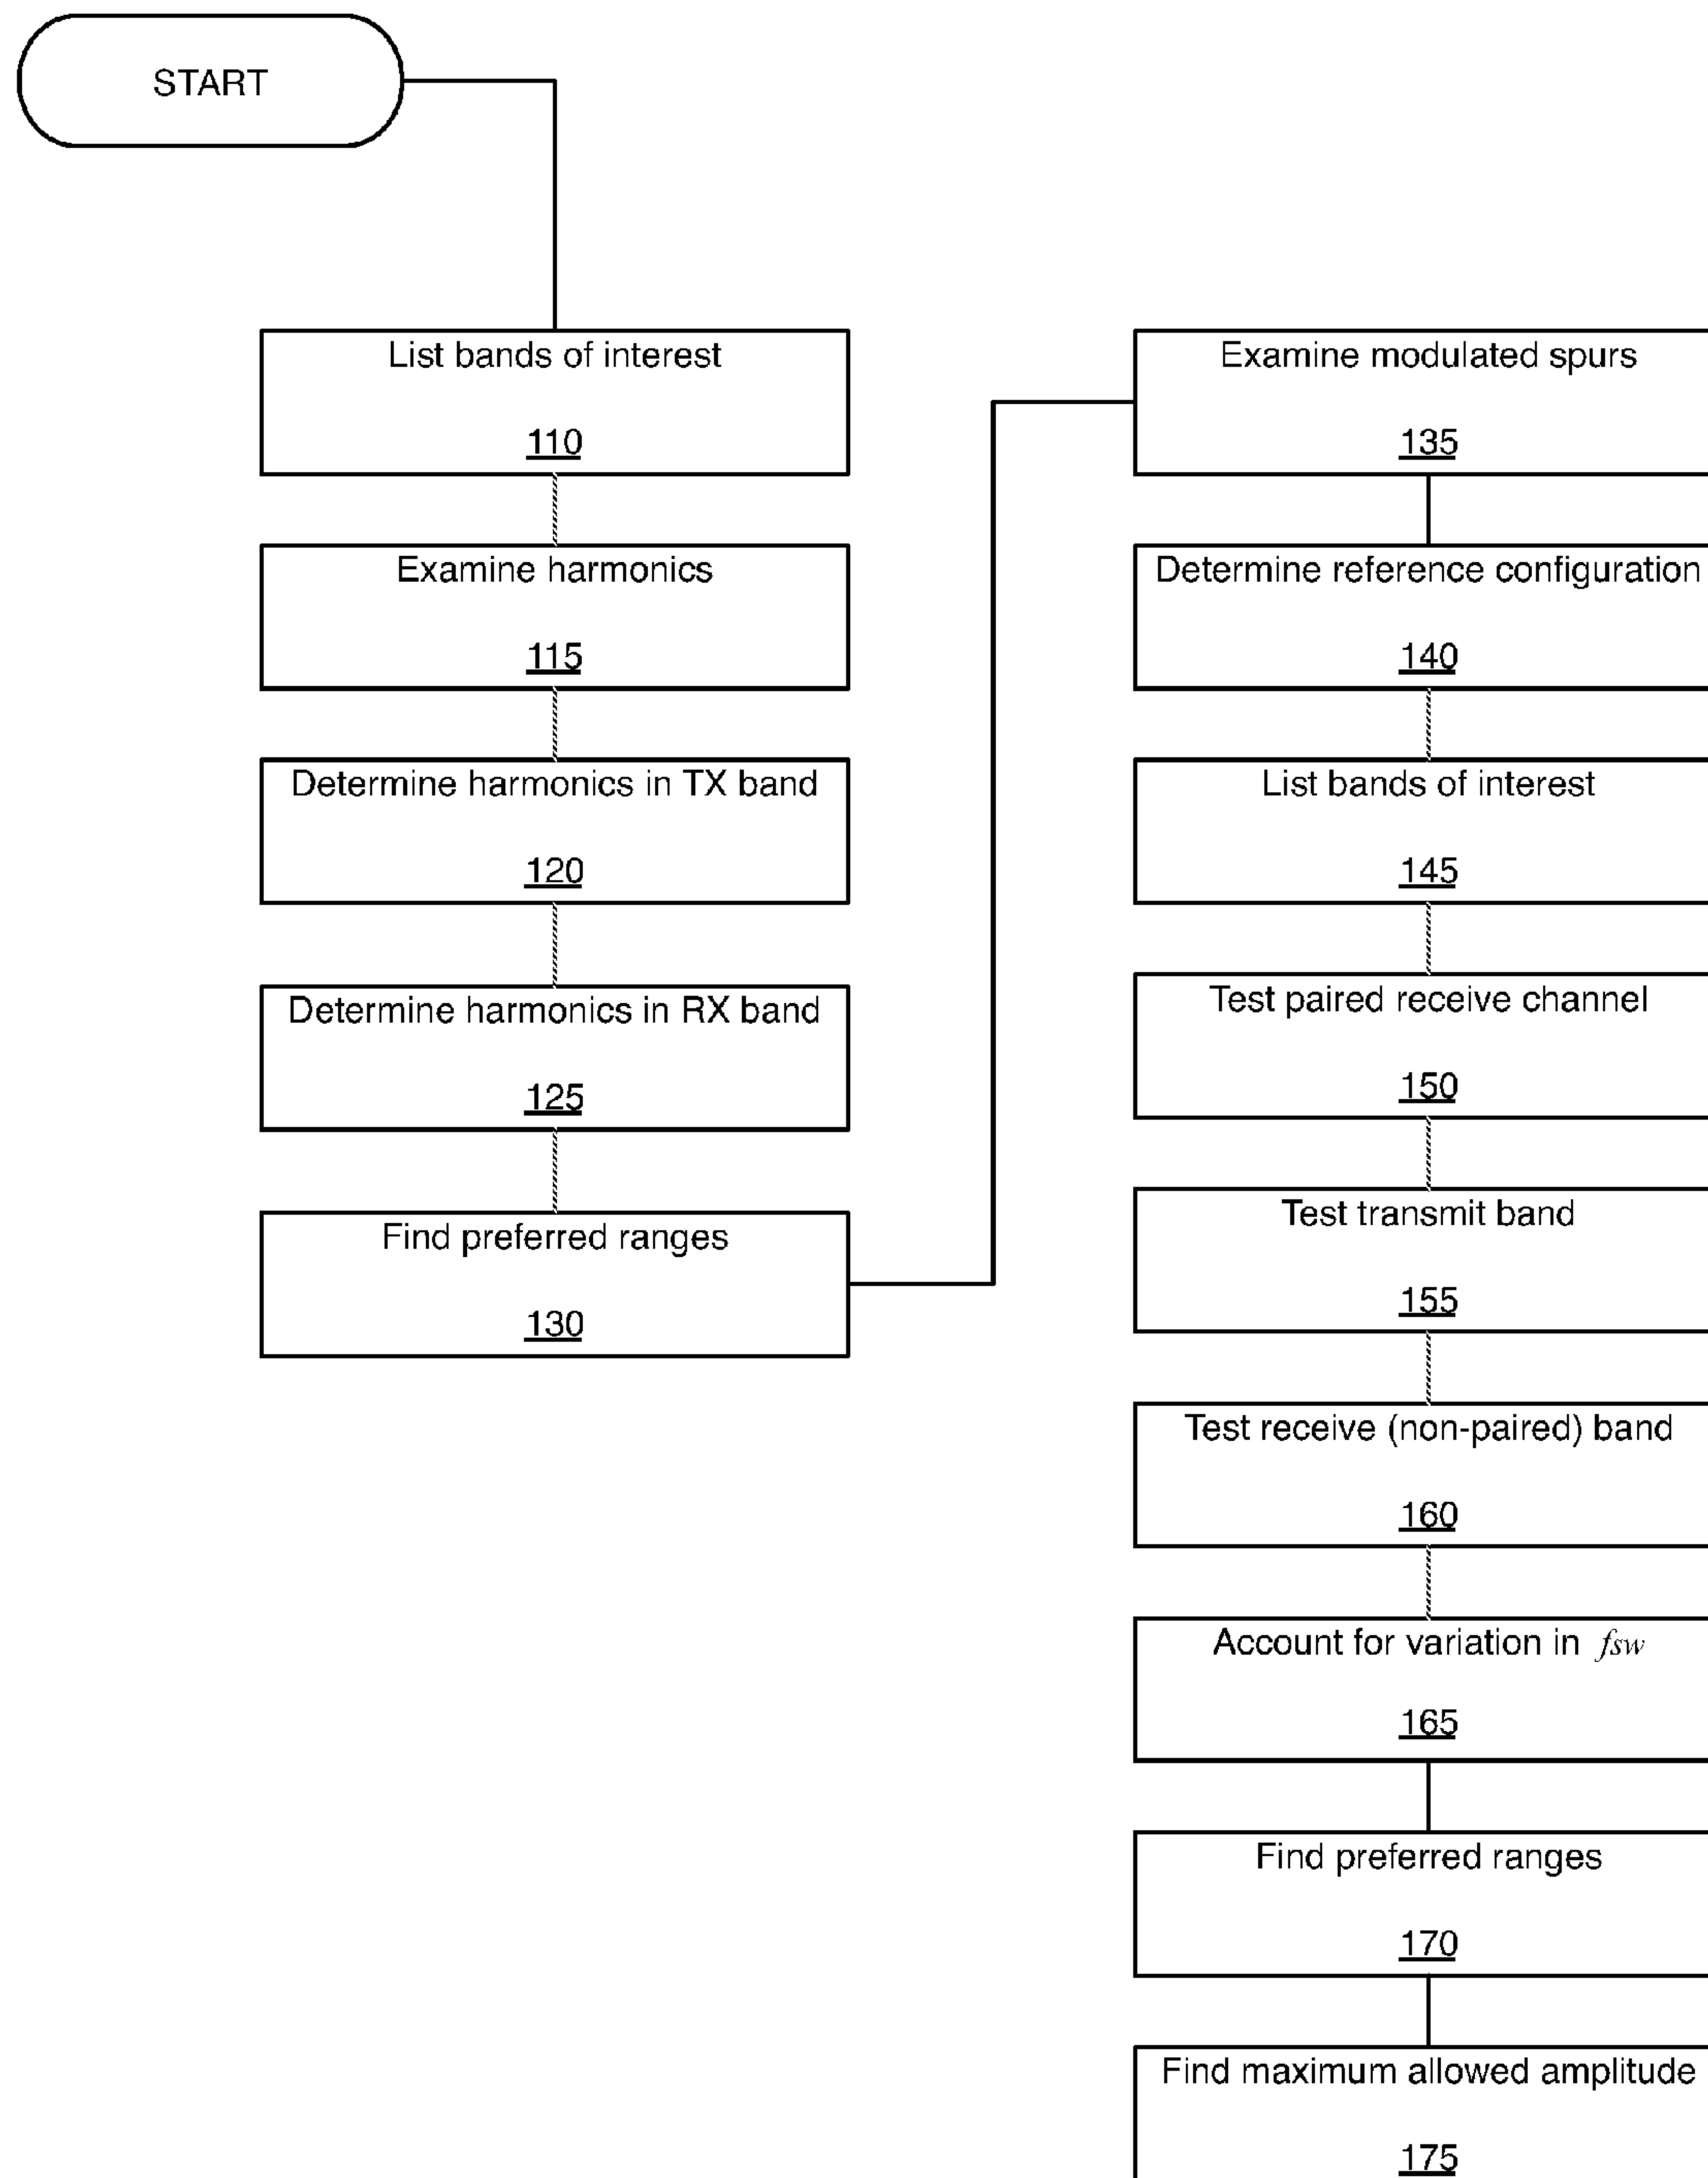 START
List bands of interest
110
Examine harmonics
115
Determine harmonics in TX band
120
Determine harmonics in RX band
125
Find preferred ranges
130
Examine modulated spurs
135
Determine reference configuration
140
List bands of interest
145
Test paired receive channel
150
Test transmit band
155
Test receive (non-paired) band
160
Account for variation in fsw
165
Find preferred ranges
170
Find maximum allowed amplitude
175